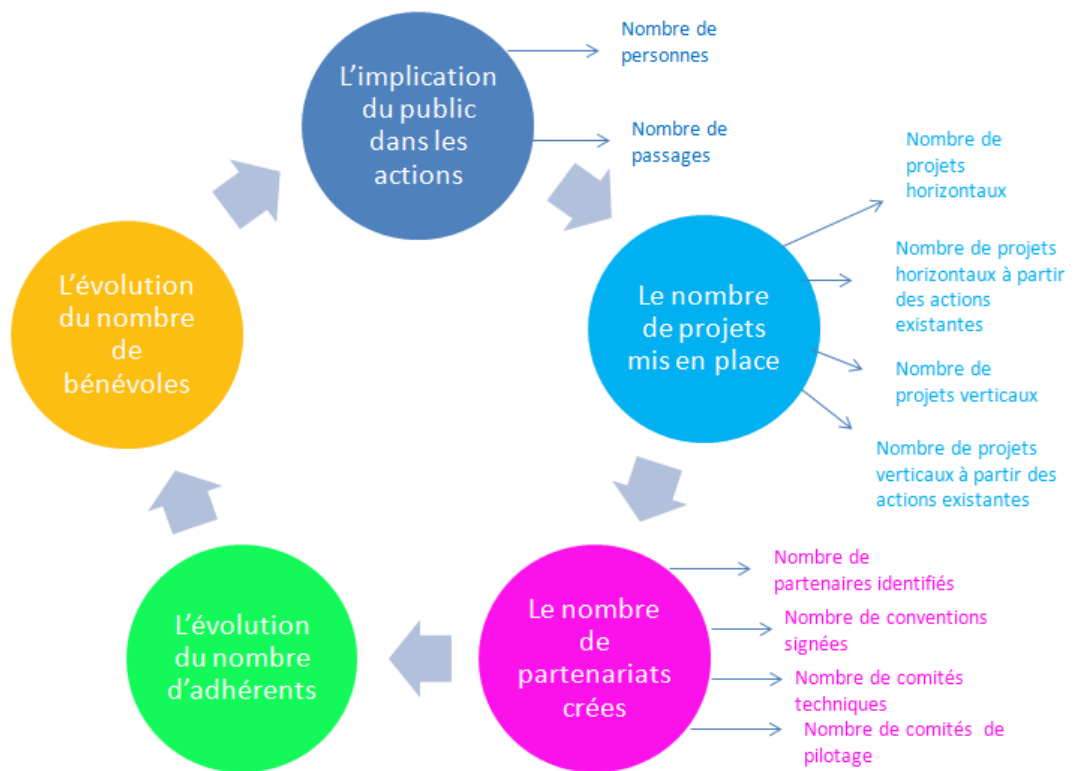 L'implication
du public
dans les
actions
Nombre de
personnes
Nombre de
passages
Le nombre
de projets
mis en place
Nombre de
projets
horizontaux
Nombre de projets
horizontaux à partir
des actions
existantes
Nombre de
projets verticaux
Nombre de projets
verticaux à partir des
actions existantes
Le nombre
de
partenariats
crées
Nombre de
partenaires identifiés
Nombre de conventions
signées
Nombre de comités
techniques
Nombre de comités de
pilotage
L'évolution
du nombre
d'adhérents
L'évolution
du nombre
de
bénévoles